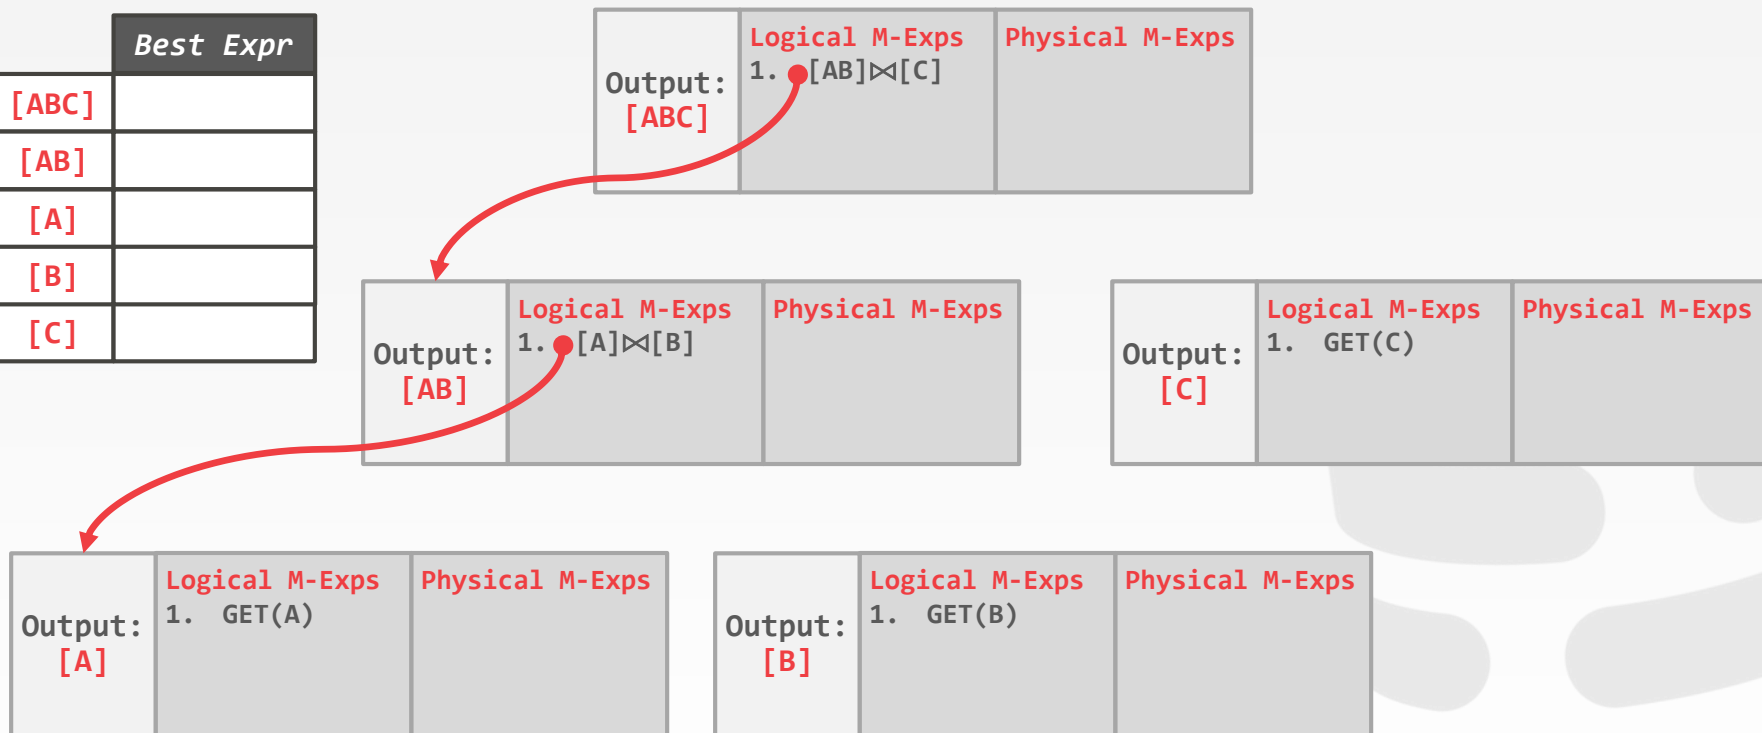 Best Expr
[ABC]
[AB]
[A]
[B]
[C]
Output:
[ABC]
Logical M-Exps
1. [AB]⋈[C]
Physical M-Exps
Output:
[AB]
Logical M-Exps
1. [A]⋈[B]
Physical M-Exps
Output:
[C]
Logical M-Exps
1. GET(C)
Physical M-Exps
Output:
[A]
Logical M-Exps
1. GET(A)
Physical M-Exps
Output:
[B]
Logical M-Exps
1. GET(B)
Physical M-Exps